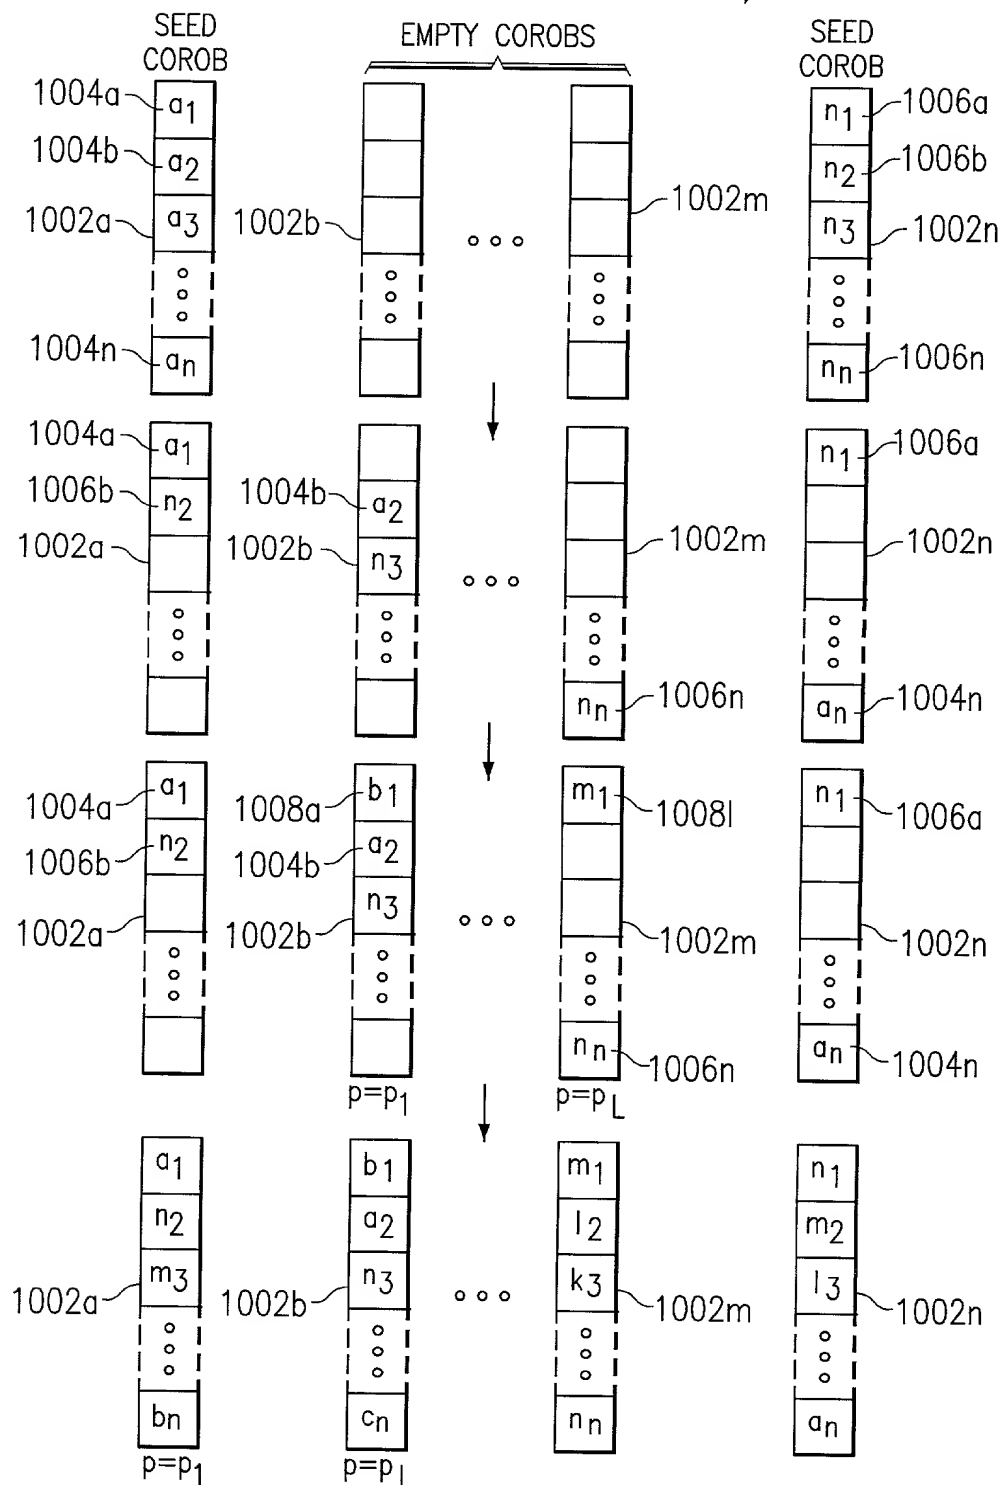 SEED COROB
EMPTY COROBS
SEED COROB
1004a a1 n1 1006a
1004b a2 n2 1006b
1002a a3 1002b 1002m n3 1002n
1004n an nn 1006n
1004a a1 n1 1006a
1006b n2 1004b a2
1002a 1002b n3 1002m 1002n
nn 1006n an 1004n
1004a a1 1008a b1 m1 1008l n1 1006a
1006b n2 1004b a2
1002a 1002b n3 1002m 1002n
nn 1006n an 1004n
p=p1 p=pL
a1 b1 m1 n1
n2 a2 l2 m2
1002a m3 1002b n3 k3 1002m l3 1002n
bn cn nn an
p=p1